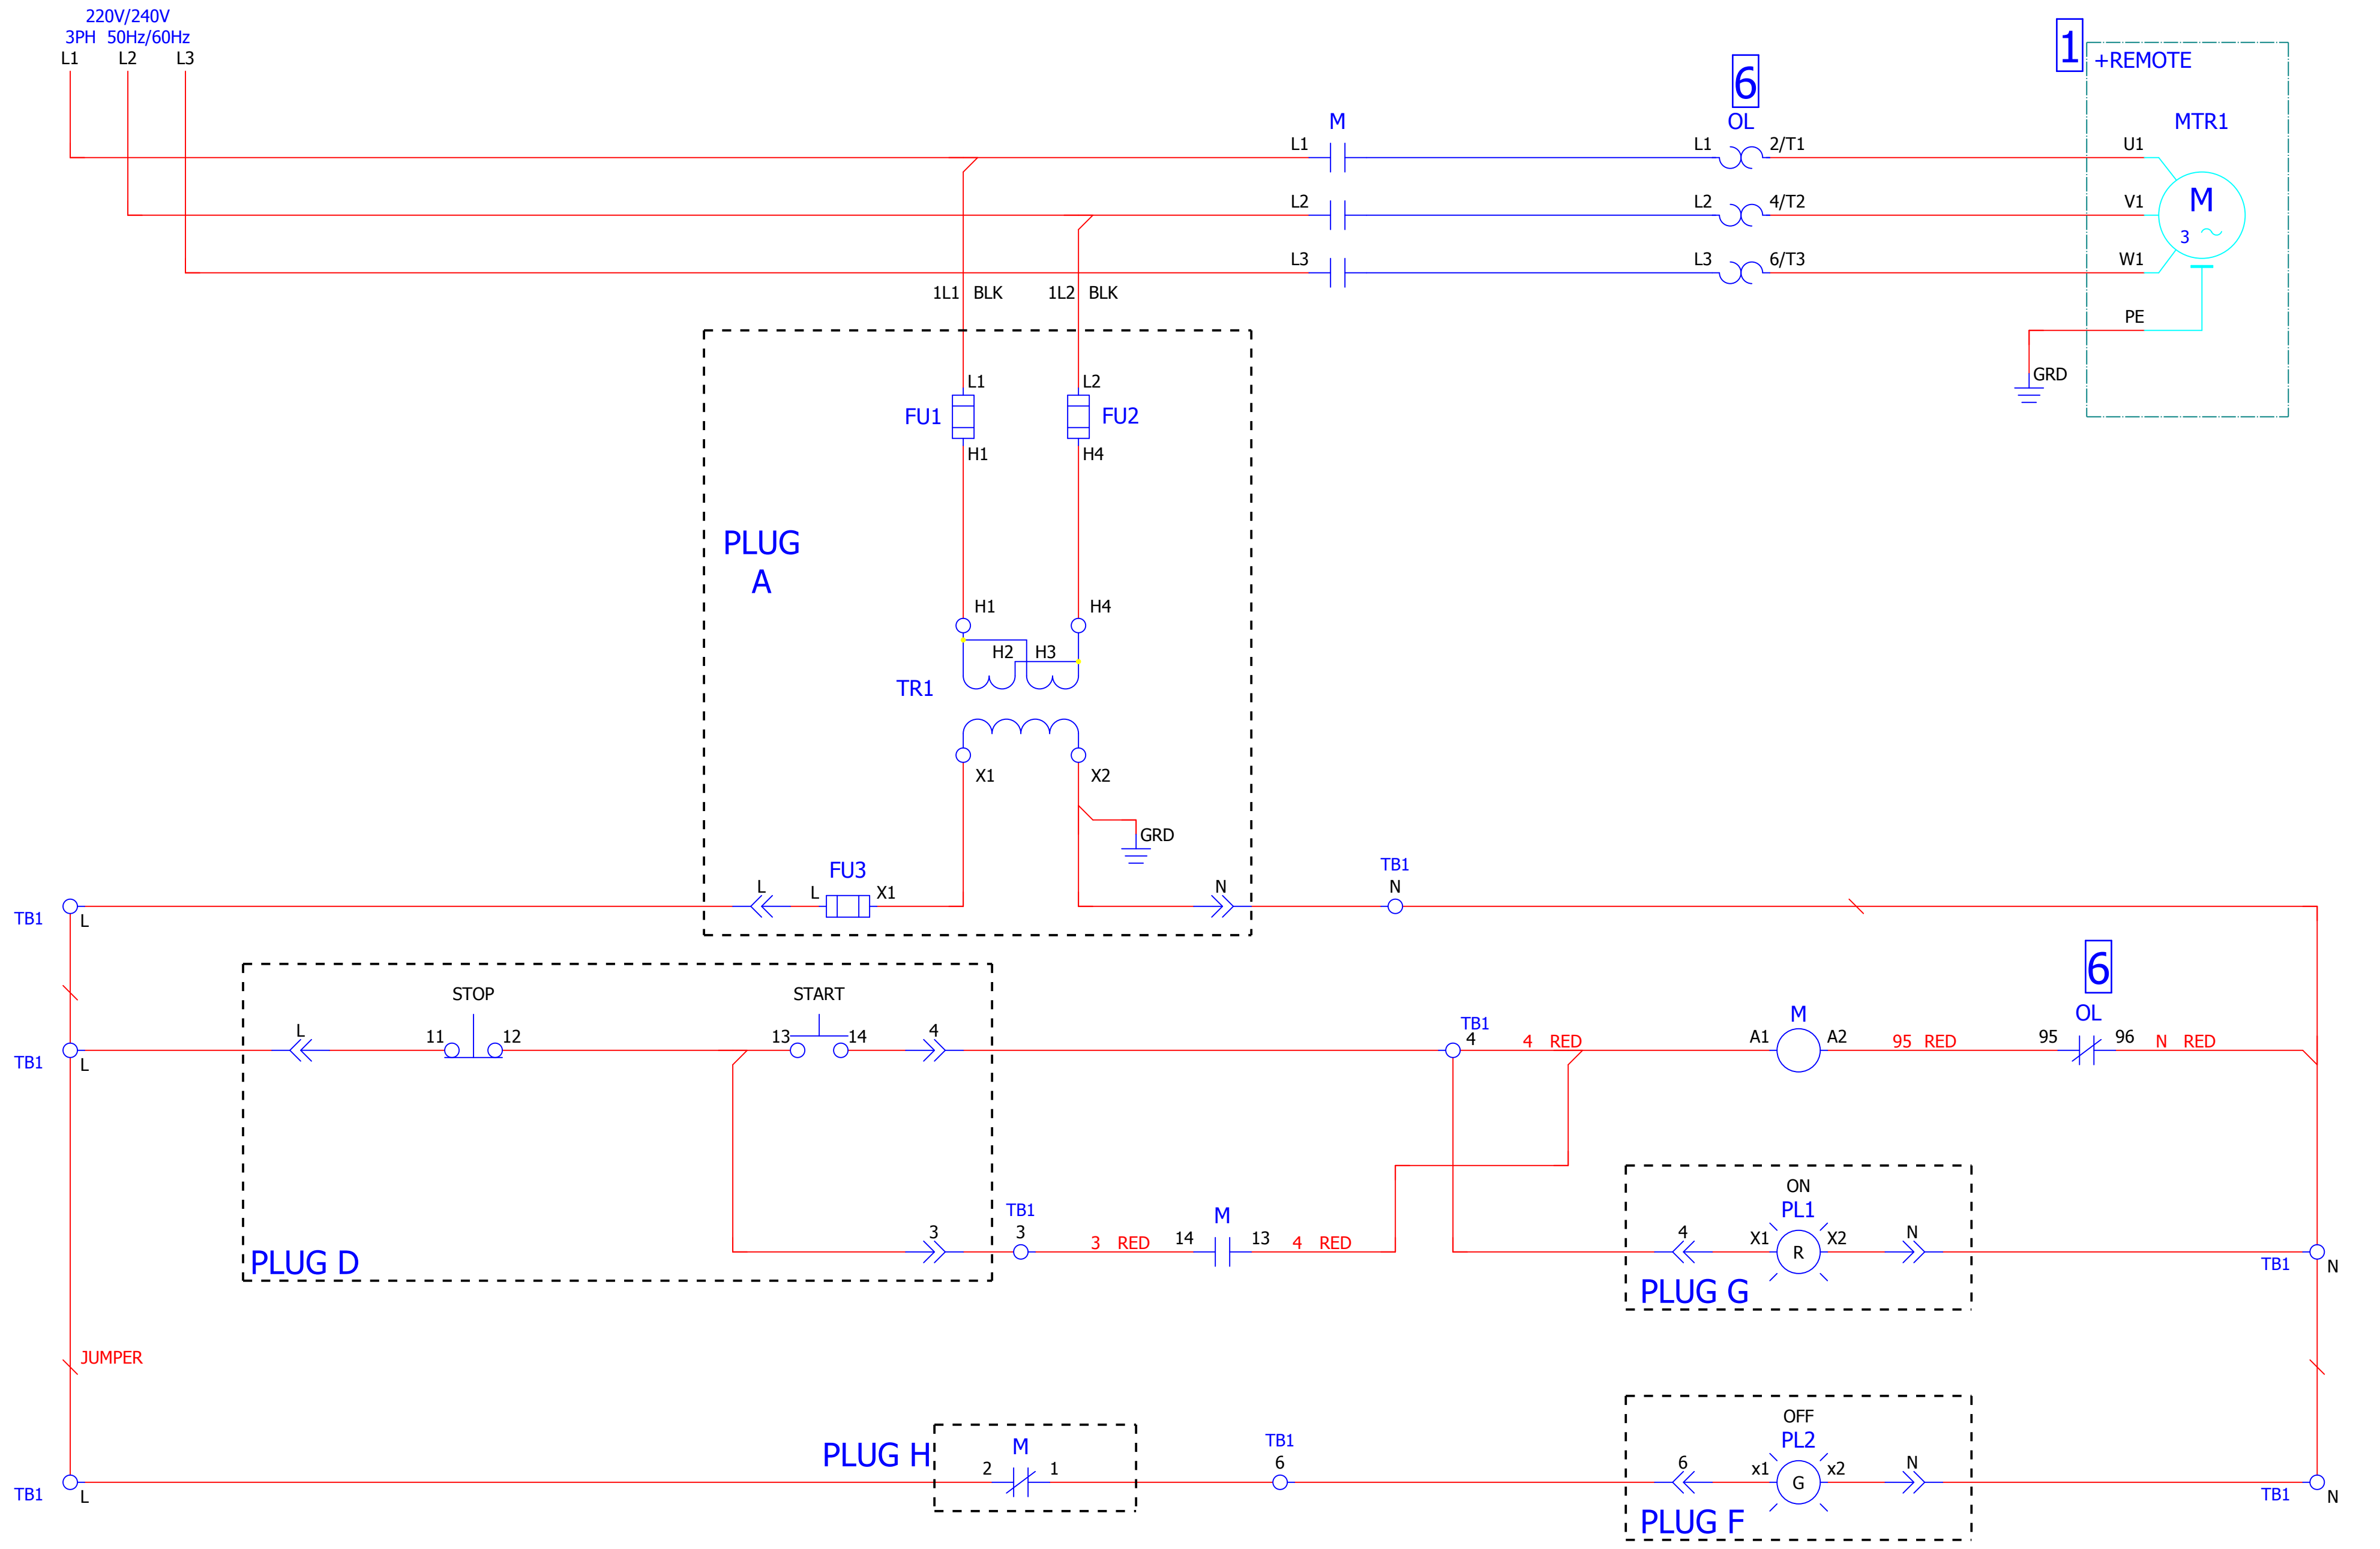 220V/240V
3PH 50Hz/60Hz
L1 L2 L3
1
+REMOTE
6
OL
M
MTR1
L1 L1 2/T1 U1
M
3
L2 L2 4/T2 V1
L3 L3 6/T3 W1
1L1 BLK 1L2 BLK
PE
GRD
L1 L2
FU1 FU2
H1 H4
PLUG
A
H1 H4
H2 H3
TR1
X1 X2
GRD
FU3
L L X1 N
TB1
N
TB1 L
6
STOP START
TB1
M OL
L 11 12 13 14 4 4 4 RED A1 A2 95 RED 95 96 N RED
TB1 L
ON
PL1
TB1
M
3 3 3 RED 14 13 4 RED
4 X1 R X2 N
PLUG D
PLUG G
TB1 N
JUMPER
OFF
PL2
PLUG H
M
TB1
2 1 6
6 x1 G x2 N
TB1 L
PLUG F
TB1 N